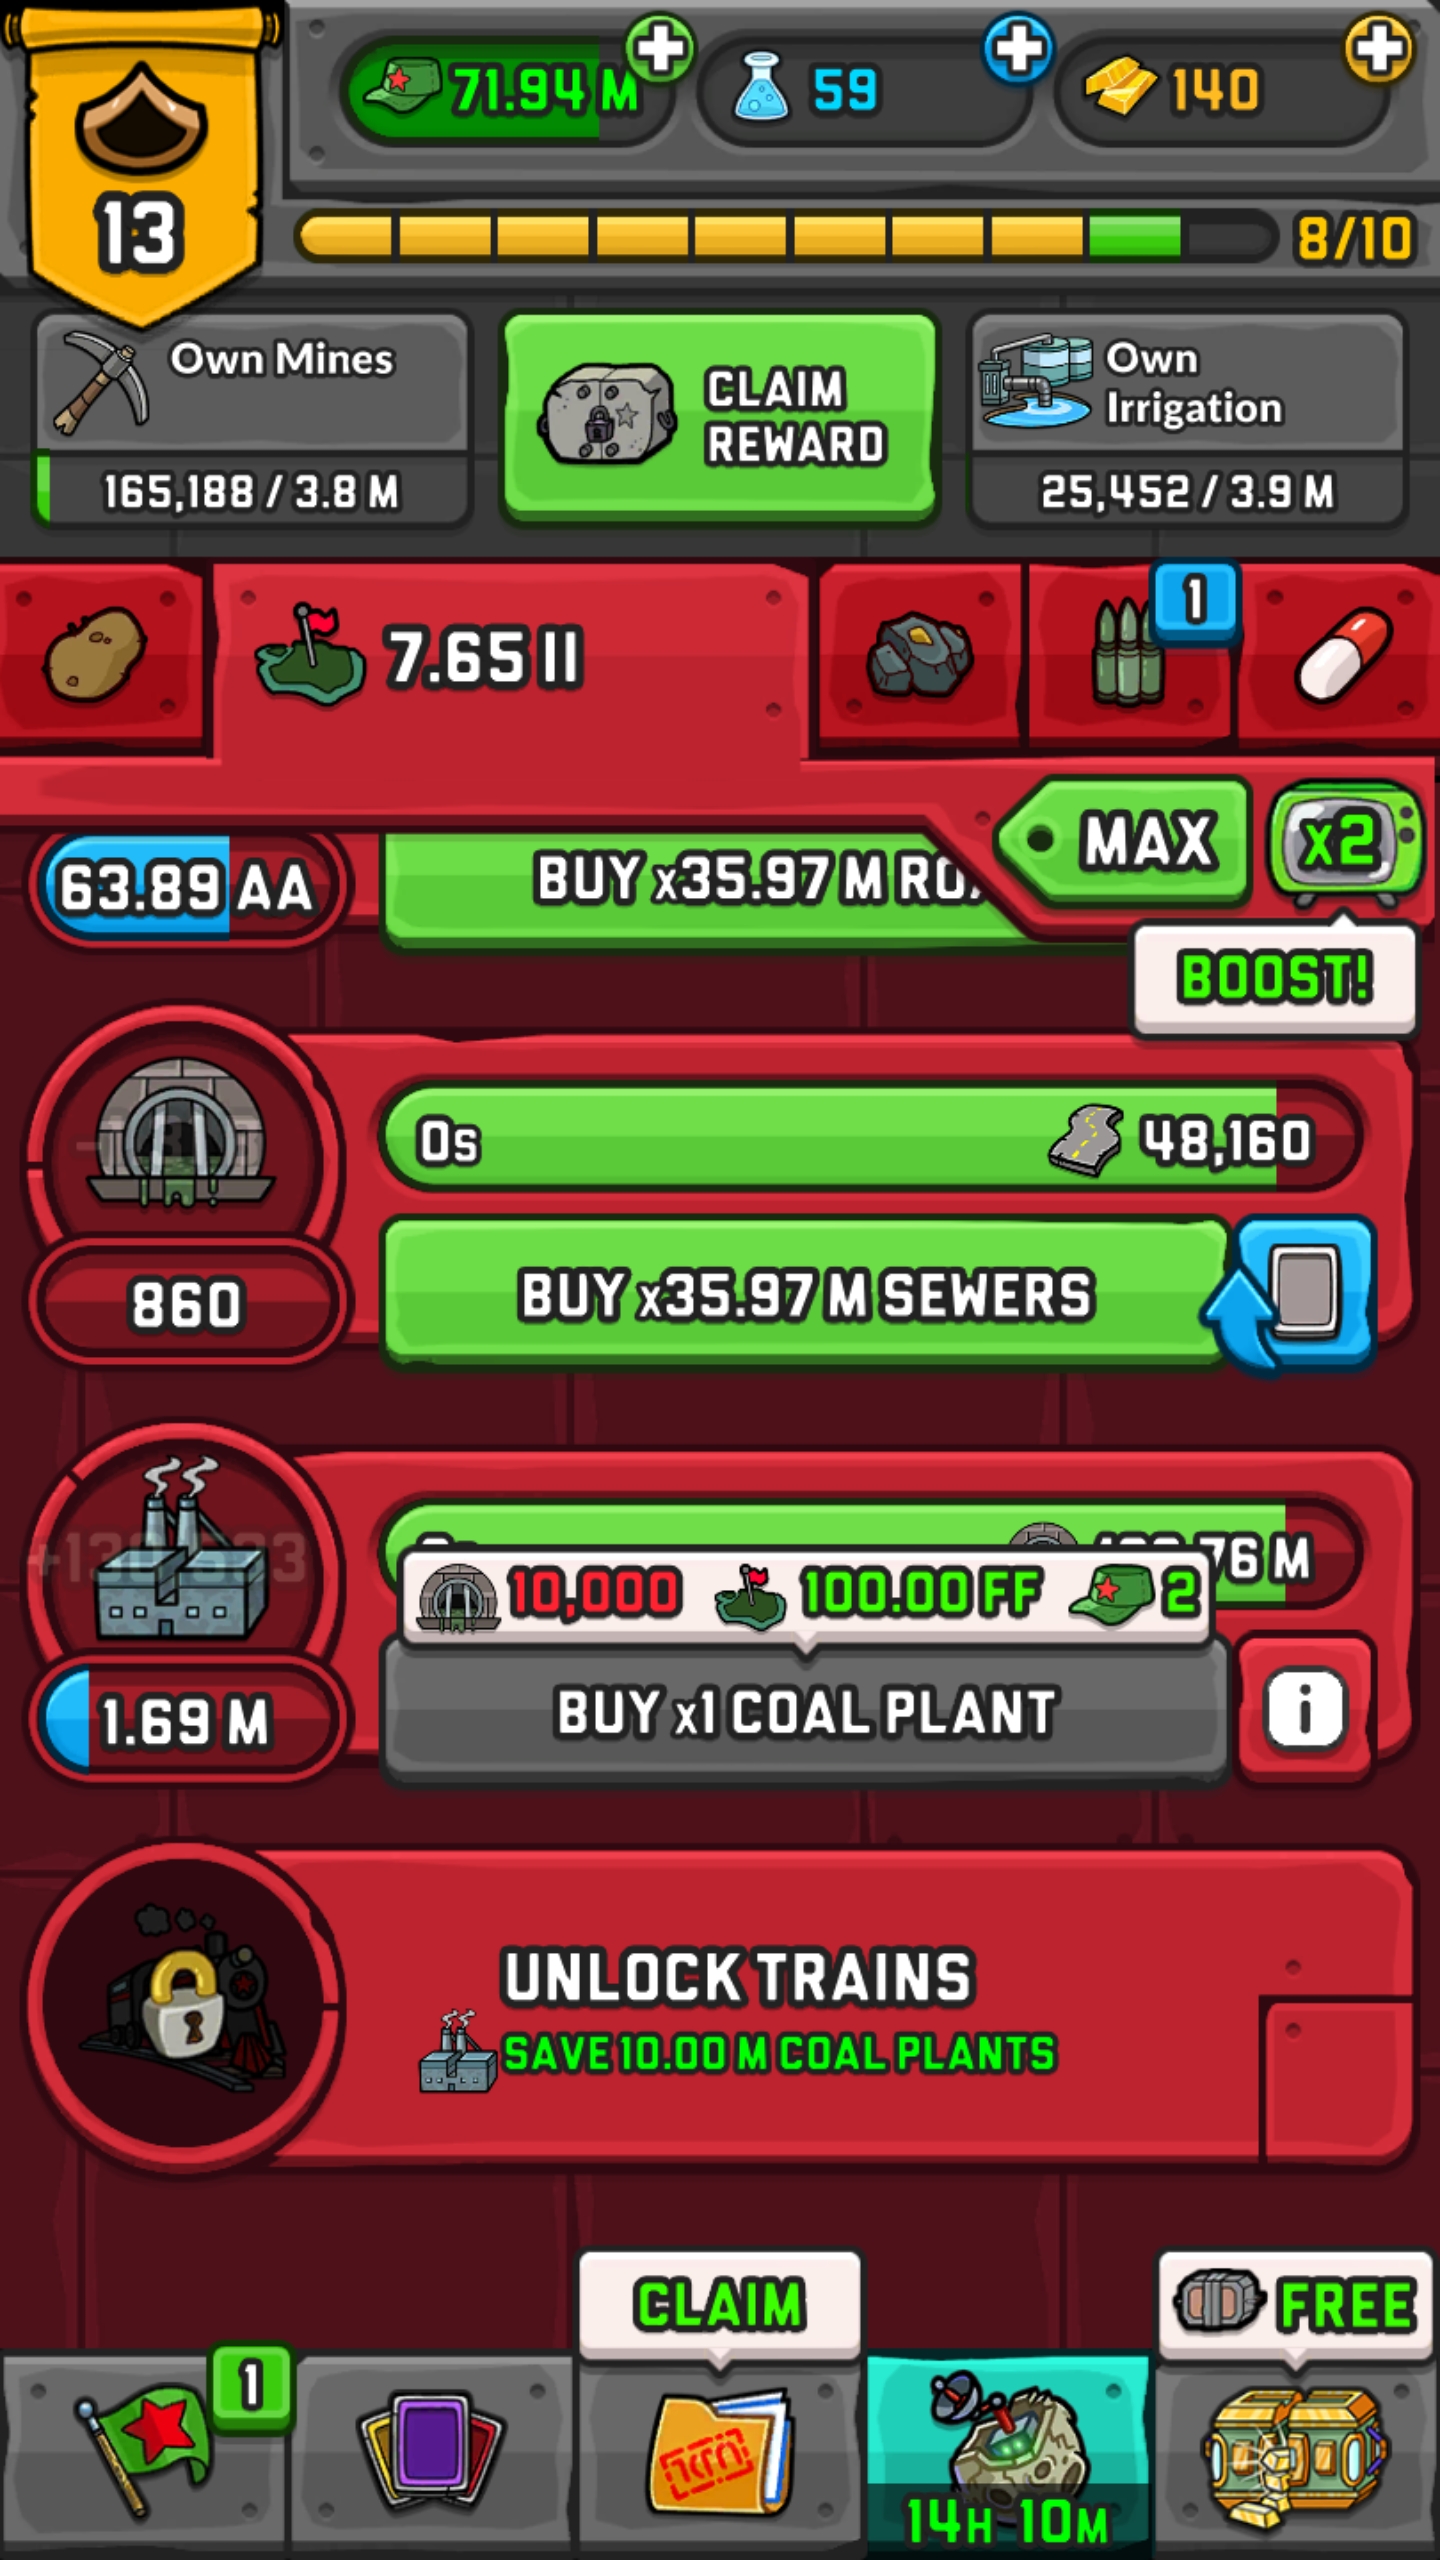 71.94 M
59
140
13
8/10
Own Mines
165,188 / 3.8 M
CLAIM
REWARD
Own
Irrigation
25,452 / 3.9 M
7.65 II
1
MAX
x2
63.89 AA
BUY x35.97 M
BOOST!
0s
48,160
860
BUY x35.97 M SEWERS
76 M
10,000
100.00 FF
2
1.69 M
BUY x1 COAL PLANT
i
UNLOCK TRAINS
SAVE 10.00 M COAL PLANTS
CLAIM
FREE
1
14H 10M